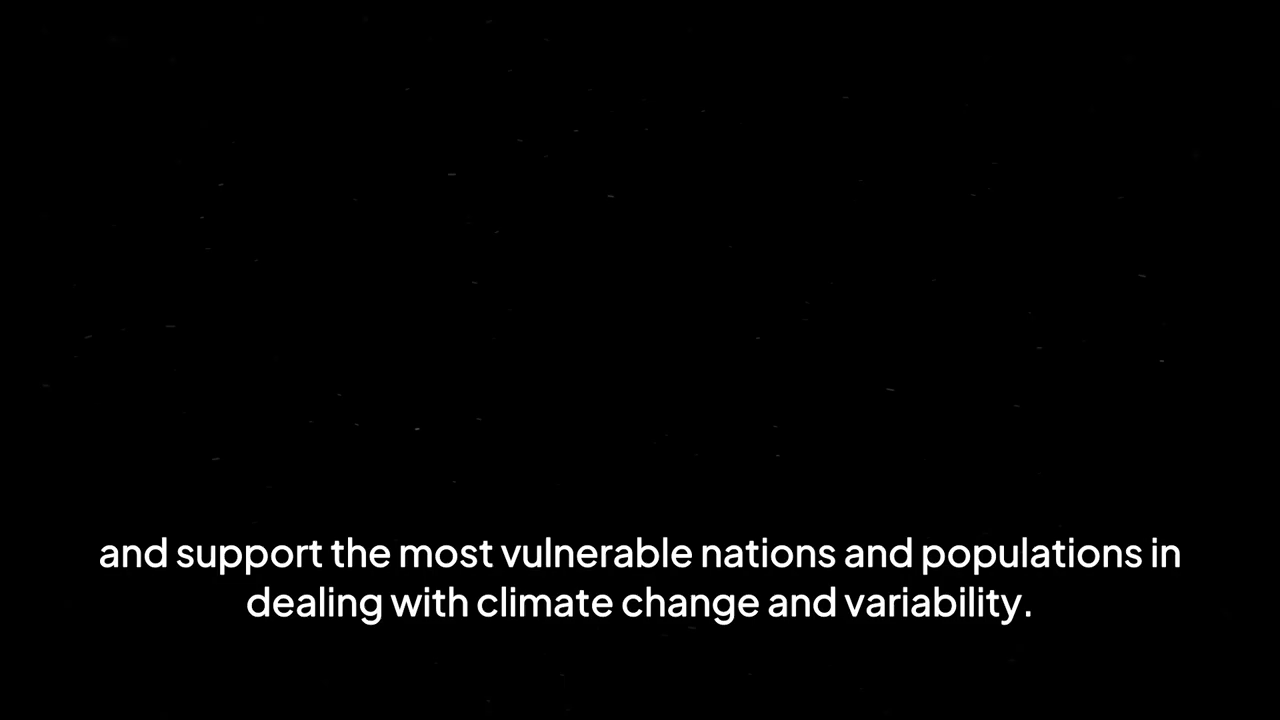 and support the most vulnerable nations and populations in
dealing with climate change and variability.